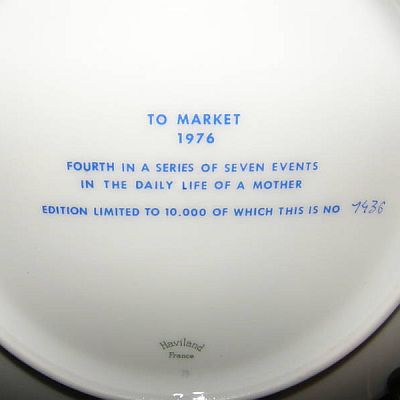 TO MARKET
1976
FOURTH IN A SERIES OF SEVEN EVENTS
IN THE DAILY LIFE OF A MOTHER
EDITION LIMITED TO 10.000 OF WHICH THIS IS NO 7436
Haviland
France